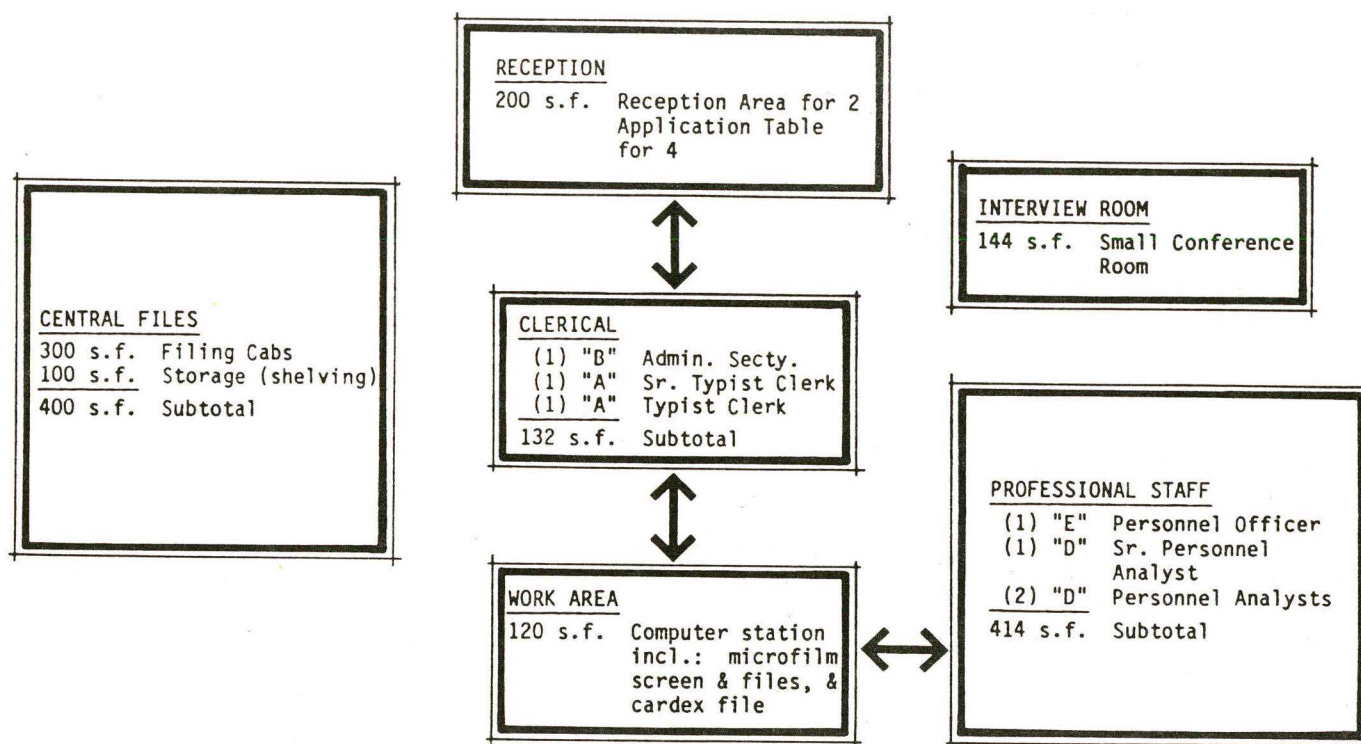 RECEPTION
200 s.f. Reception Area for 2
Application Table
for 4
INTERVIEW ROOM
144 s.f. Small Conference
Room
CENTRAL FILES
300 s.f. Filing Cabs
100 s.f. Storage (shelving)
400 s.f. Subtotal
CLERICAL
(1) "B" Admin. Secty.
(1) "A" Sr. Typist Clerk
(1) "A" Typist Clerk
132 s.f. Subtotal
PROFESSIONAL STAFF
(1) "E" Personnel Officer
(1) "D" Sr. Personnel
Analyst
(2) "D" Personnel Analysts
414 s.f. Subtotal
WORK AREA
120 s.f. Computer station
incl.: microfilm
screen & files, &
cardex file